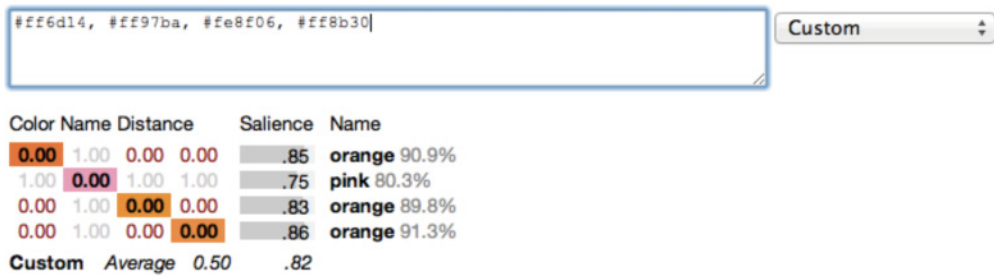 #ff6d14, #ff97ba, #fe8f06, #ff8b30
Custom
Color Name Distance Salience Name
0.00 1.00 0.00 0.00 .85 orange 90.9%
1.00 0.00 1.00 1.00 .75 pink 80.3%
0.00 1.00 0.00 0.00 .83 orange 89.8%
0.00 1.00 0.00 0.00 .86 orange 91.3%
Custom Average 0.50 .82